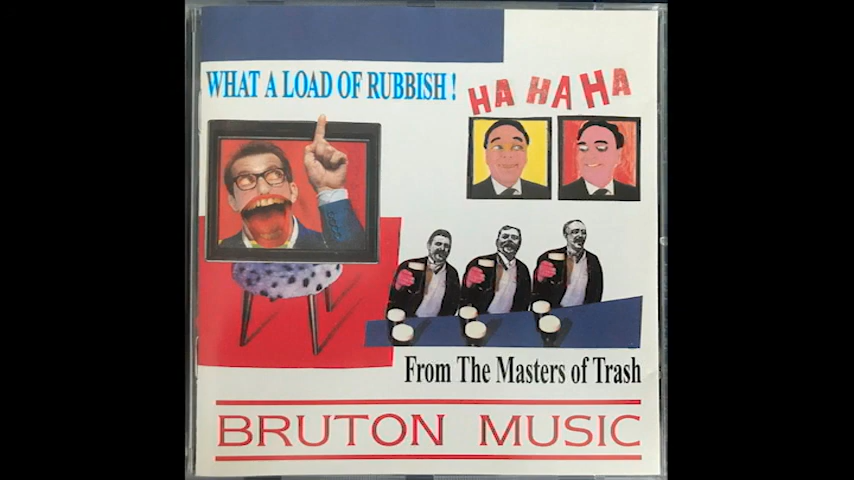 WHAT A LOAD OF RUBBISH !
HA HA HA
From The Masters of Trash
BRUTON MUSIC